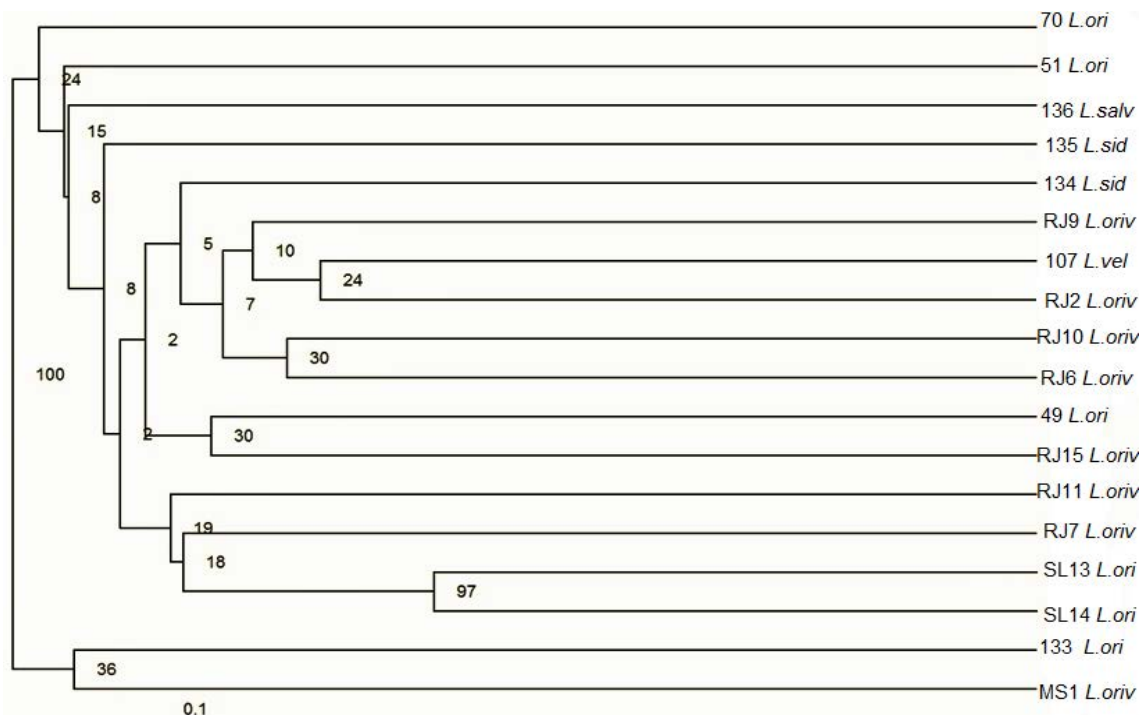 70 L.ori
24
51 L.ori
136 L.salv
15
135 L.sid
134 L.sid
8
RJ9 L.oriv
5
10
107 L.vel
24
8
RJ2 L.oriv
7
RJ10 L.oriv
2
30
100
RJ6 L.oriv
49 L.ori
2
30
RJ15 L.oriv
RJ11 L.oriv
19
RJ7 L.oriv
18
SL13 L.ori
97
SL14 L.ori
133 L.ori
36
MS1 L.oriv
0.1